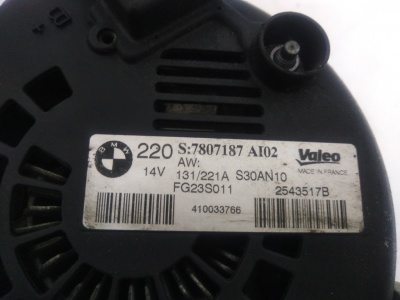 BMW
220 S:7807187 AI02 Valeo
AW: MADE IN FRANCE
14V 131/221A S30AN10
FG23S011 2543517B
410033766